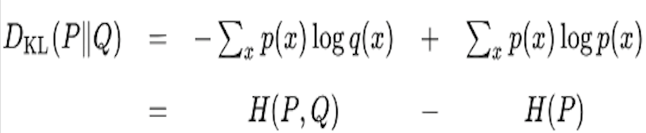 D_KL(P∥Q) = −∑_x p(x) log q(x) + ∑_x p(x) log p(x)
= H(P, Q) − H(P)